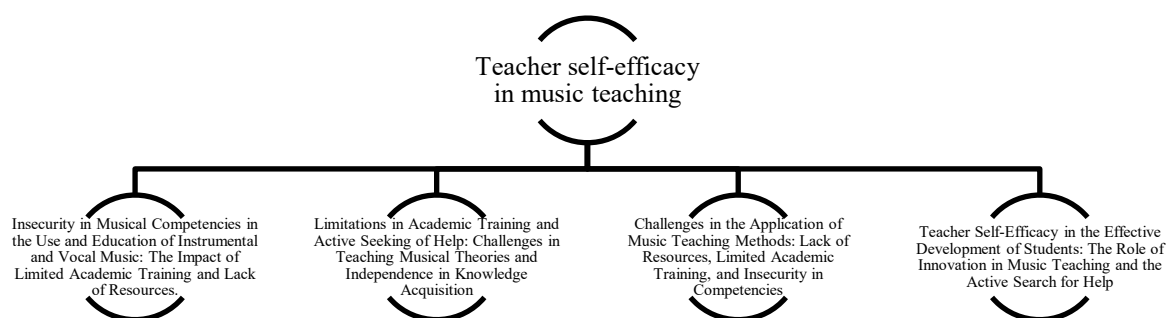 Teacher self-efficacy
in music teaching
Insecurity in Musical Competencies in
the Use and Education of Instrumental
and Vocal Music: The Impact of
Limited Academic Training and Lack
of Resources.
Limitations in Academic Training and
Active Seeking of Help: Challenges in
Teaching Musical Theories and
Independence in Knowledge
Acquisition
Challenges in the Application of
Music Teaching Methods: Lack of
Resources, Limited Academic
Training, and Insecurity in
Competencies
Teacher Self-Efficacy in the Effective
Development of Students: The Role of
Innovation in Music Teaching and the
Active Search for Help